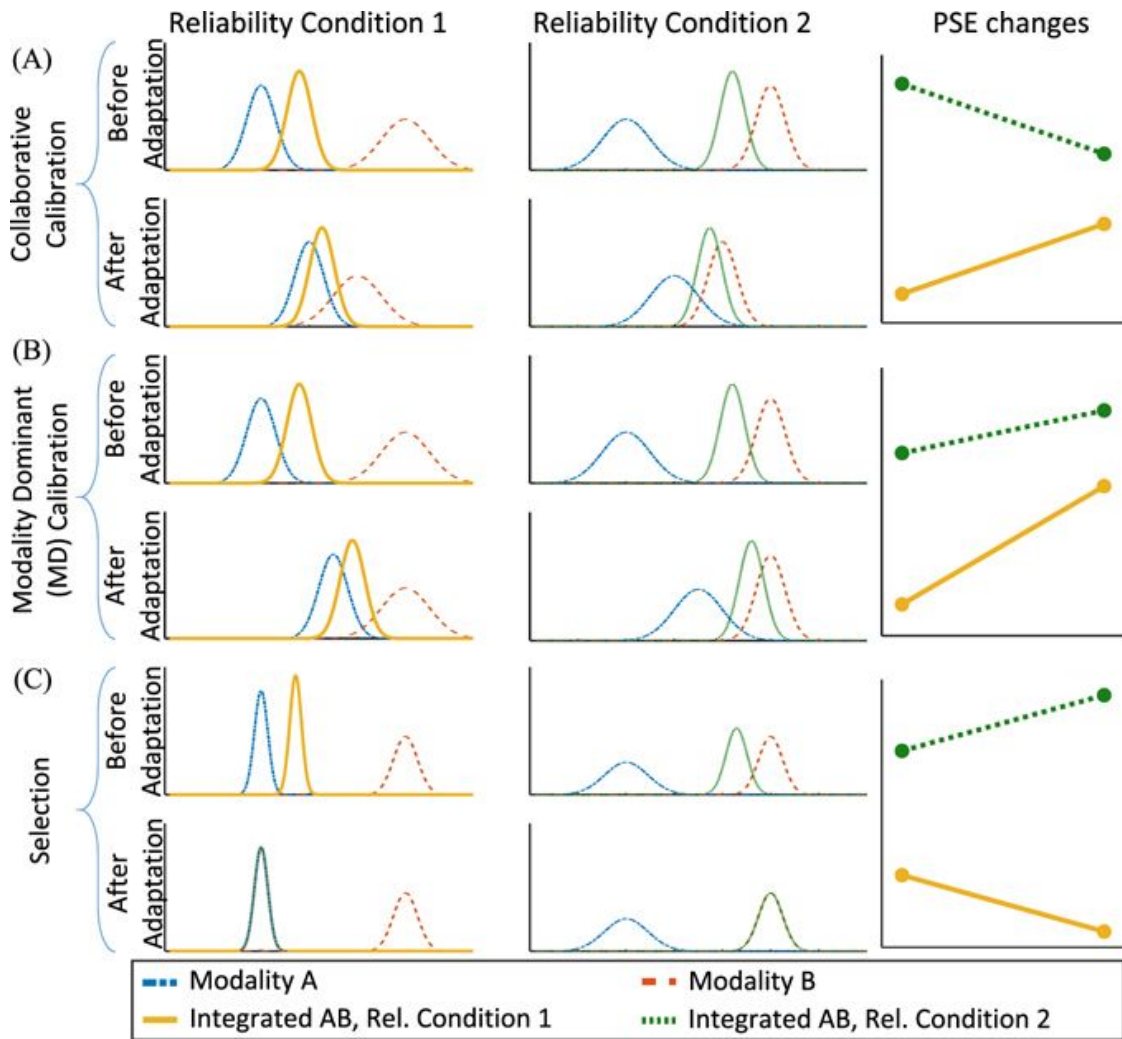 Reliability Condition 1
Reliability Condition 2
PSE changes
(A)
Collaborative
Calibration
Before
Adaptation
After
Adaptation
(B)
Modality Dominant
(MD) Calibration
Before
Adaptation
After
Adaptation
(C)
Selection
Before
Adaptation
After
Adaptation
Modality A
Modality B
Integrated AB, Rel. Condition 1
Integrated AB, Rel. Condition 2